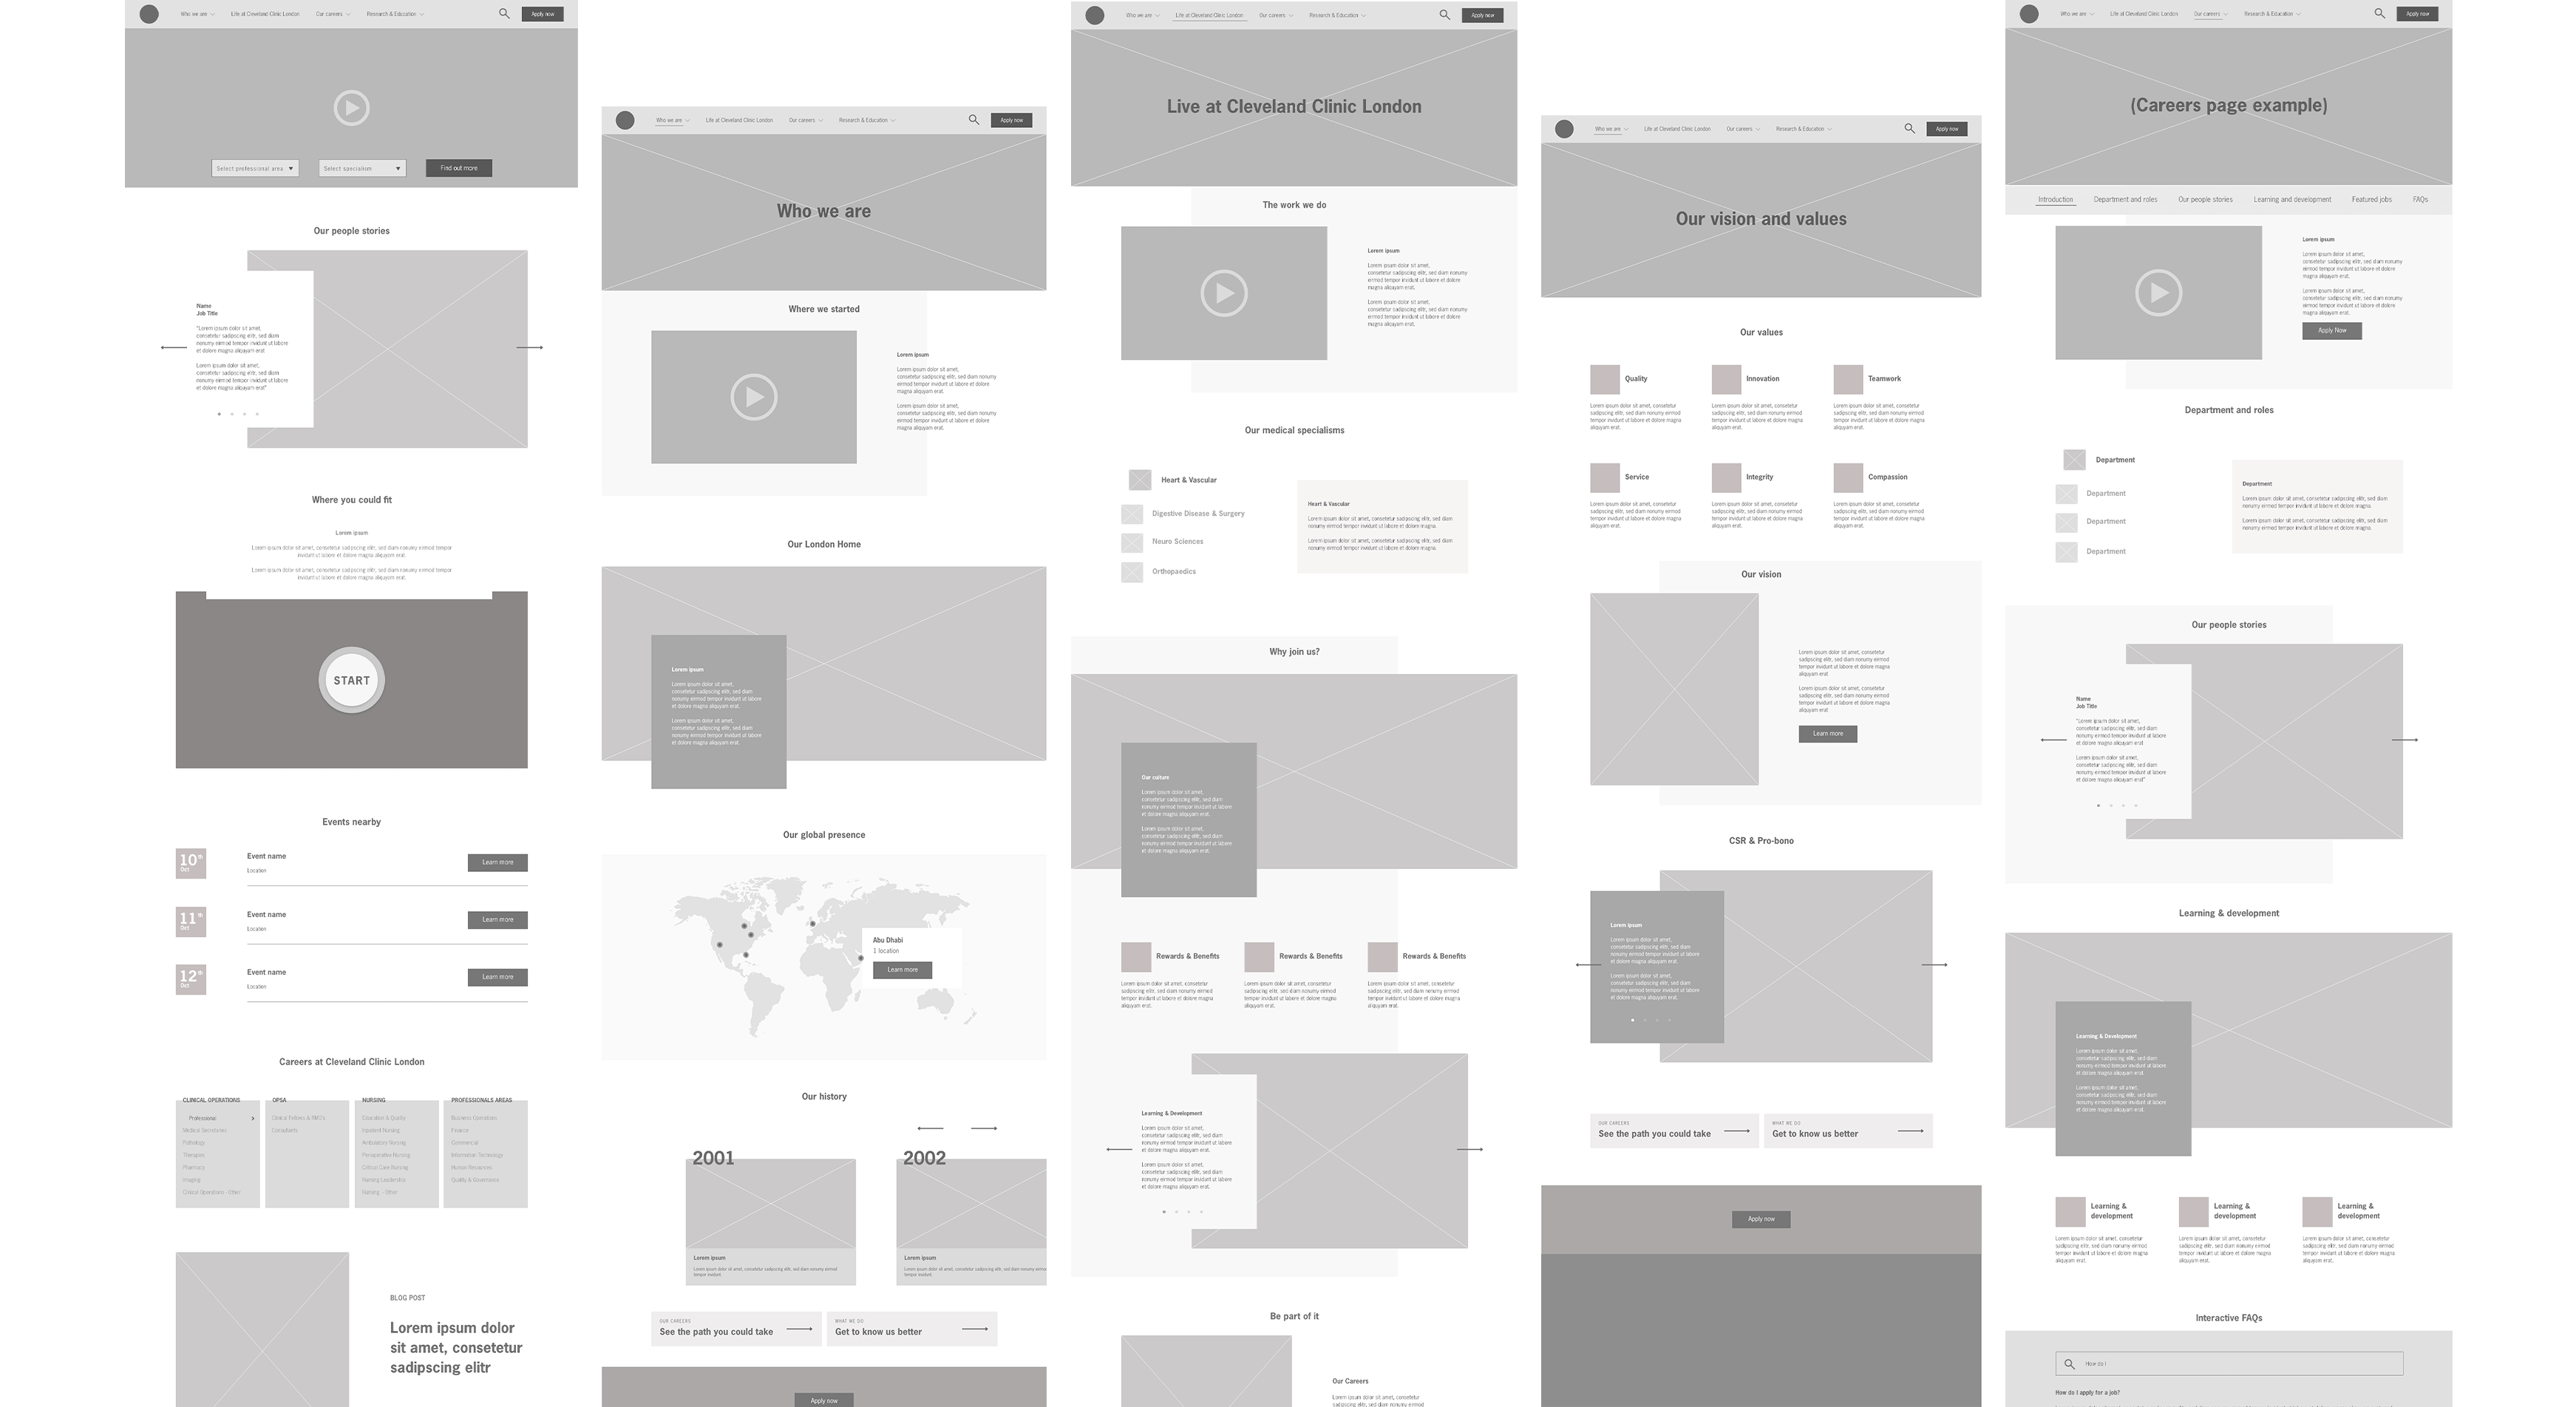 Who we are
Life at Cleveland Clinic London
Our careers
Research & Education
Apply now
Select professional area
Select specialism
Find out more
Our people stories
Name
Job Title
"Lorem ipsum dolor sit amet,
consetetur sadipscing elitr, sed diam
nonumy eirmod tempor invidunt ut labore
et dolore magna aliquyam erat
Lorem ipsum dolor sit amet,
consetetur sadipscing elitr, sed diam
nonumy eirmod tempor invidunt ut labore
et dolore magna aliquyam erat"
Where you could fit
Lorem ipsum
Lorem ipsum dolor sit amet, consetetur sadipscing elitr, sed diam nonumy eirmod tempor
invidunt ut labore et dolore magna aliquyam erat.
Lorem ipsum dolor sit amet, consetetur sadipscing elitr, sed diam nonumy eirmod tempor
invidunt ut labore et dolore magna aliquyam erat.
START
Events nearby
10th
Oct
Event name
Location
Learn more
11th
Oct
Event name
Location
Learn more
12th
Oct
Event name
Location
Learn more
Careers at Cleveland Clinic London
CLINICAL OPERATIONS
Professional
Medical Secretaries
Pathology
Therapies
Pharmacy
Imaging
Clinical Operations - Other
OPSA
Clinical Fellows & RMO's
Consultants
NURSING
Education & Quality
Inpatient Nursing
Ambulatory Nursing
Perioperative Nursing
Critical Care Nursing
Nursing Leadership
Nursing - Other
PROFESSIONALS AREAS
Business Operations
Finance
Commercial
Information Technology
Human Resources
Quality & Governance
BLOG POST
Lorem ipsum dolor
sit amet, consetetur
sadipscing elitr
Who we are
Life at Cleveland Clinic London
Our careers
Research & Education
Apply now
Who we are
Where we started
Lorem ipsum
Lorem ipsum dolor sit amet,
consetetur sadipscing elitr, sed diam nonumy
eirmod tempor invidunt ut labore et dolore
magna aliquyam erat.
Lorem ipsum dolor sit amet,
consetetur sadipscing elitr, sed diam nonumy
eirmod tempor invidunt ut labore et dolore
magna aliquyam erat.
Our London Home
Lorem ipsum
Lorem ipsum dolor sit amet,
consetetur sadipscing elitr, sed diam
nonumy eirmod tempor invidunt ut labore
et dolore magna aliquyam erat.
Lorem ipsum dolor sit amet,
consetetur sadipscing elitr, sed diam
nonumy eirmod tempor invidunt ut labore
et dolore magna aliquyam erat.
Our global presence
Abu Dhabi
1 location
Learn more
Our history
2001
Lorem ipsum
Lorem ipsum dolor sit amet, consetetur sadipscing elitr, sed diam nonumy eirmod
tempor invidunt
2002
Lorem ipsum
Lorem ipsum dolor sit amet, consetetur sadipscing elitr, sed diam nonumy eirmo
tempor invidunt
OUR CAREERS
See the path you could take
WHAT WE DO
Get to know us better
Apply now
Who we are
Life at Cleveland Clinic London
Our careers
Research & Education
Apply now
Live at Cleveland Clinic London
The work we do
Lorem ipsum
Lorem ipsum dolor sit amet,
consetetur sadipscing elitr, sed diam nonumy
eirmod tempor invidunt ut labore et dolore
magna aliquyam erat.
Lorem ipsum dolor sit amet,
consetetur sadipscing elitr, sed diam nonumy
eirmod tempor invidunt ut labore et dolore
magna aliquyam erat.
Our medical specialisms
Heart & Vascular
Digestive Disease & Surgery
Neuro Sciences
Orthopaedics
Heart & Vascular
Lorem ipsum dolor sit amet, consetetur sadipscing elitr, sed diam
nonumy eirmod tempor invidunt ut labore et dolore magna.
Lorem ipsum dolor sit amet, consetetur sadipscing elitr, sed diam
nonumy eirmod tempor invidunt ut labore et dolore magna.
Why join us?
Our culture
Lorem ipsum dolor sit amet,
consetetur sadipscing elitr, sed diam
nonumy eirmod tempor invidunt ut labore
et dolore magna aliquyam erat.
Lorem ipsum dolor sit amet,
consetetur sadipscing elitr, sed diam
nonumy eirmod tempor invidunt ut labore
et dolore magna aliquyam erat.
Rewards & Benefits
Lorem ipsum dolor sit amet, consetetur
sadipscing elitr, sed diam nonumy eirmod
tempor invidunt ut labore et dolore magna
aliquyam erat.
Rewards & Benefits
Lorem ipsum dolor sit amet, consetetur
sadipscing elitr, sed diam nonumy eirmod
tempor invidunt ut labore et dolore magna
aliquyam erat.
Rewards & Benefits
Lorem ipsum dolor sit amet, consetetur
sadipscing elitr, sed diam nonumy eirmod
tempor invidunt ut labore et dolore magna
aliquyam erat.
Learning & Development
Lorem ipsum dolor sit amet,
consetetur sadipscing elitr, sed diam
nonumy eirmod tempor invidunt ut labore
et dolore magna aliquyam erat.
Lorem ipsum dolor sit amet,
consetetur sadipscing elitr, sed diam
nonumy eirmod tempor invidunt ut labore
et dolore magna aliquyam erat.
Be part of it
Our Careers
Lorem ipsum dolor sit amet, consetetur
sadipscing elitr, sed diam nonumy eirmod
Who we are
Life at Cleveland Clinic London
Our careers
Research & Education
Apply now
Our vision and values
Our values
Quality
Lorem ipsum dolor sit amet, consetetur
sadipscing elitr, sed diam nonumy eirmod
tempor invidunt ut labore et dolore magna
aliquyam erat.
Innovation
Lorem ipsum dolor sit amet, consetetur
sadipscing elitr, sed diam nonumy eirmod
tempor invidunt ut labore et dolore magna
aliquyam erat.
Teamwork
Lorem ipsum dolor sit amet, consetetur
sadipscing elitr, sed diam nonumy eirmod
tempor invidunt ut labore et dolore magna
aliquyam erat.
Service
Lorem ipsum dolor sit amet, consetetur
sadipscing elitr, sed diam nonumy eirmod
tempor invidunt ut labore et dolore magna
aliquyam erat.
Integrity
Lorem ipsum dolor sit amet, consetetur
sadipscing elitr, sed diam nonumy eirmod
tempor invidunt ut labore et dolore magna
aliquyam erat.
Compassion
Lorem ipsum dolor sit amet, consetetur
sadipscing elitr, sed diam nonumy eirmod
tempor invidunt ut labore et dolore magna
aliquyam erat.
Our vision
Lorem ipsum dolor sit amet, consetetur
sadipscing elitr, sed diam nonumy eirmod
tempor invidunt ut labore et dolore magna
aliquyam erat
Lorem ipsum dolor sit amet, consetetur
sadipscing elitr, sed diam nonumy eirmod
tempor invidunt ut labore et dolore magna
aliquyam erat
Learn more
CSR & Pro-bono
Lorem ipsum
Lorem ipsum dolor sit amet,
consetetur sadipscing elitr, sed diam
nonumy eirmod tempor invidunt ut labore
et dolore magna aliquyam erat.
Lorem ipsum dolor sit amet,
consetetur sadipscing elitr, sed diam
nonumy eirmod tempor invidunt ut labore
et dolore magna aliquyam erat.
OUR CAREERS
See the path you could take
WHAT WE DO
Get to know us better
Apply now
Who we are
Life at Cleveland Clinic London
Our careers
Research & Education
Apply now
(Careers page example)
Introduction
Department and roles
Our people stories
Learning and development
Featured jobs
FAQs
Lorem ipsum
Lorem ipsum dolor sit amet,
consetetur sadipscing elitr, sed diam nonumy
eirmod tempor invidunt ut labore et dolore
magna aliquyam erat.
Lorem ipsum dolor sit amet,
consetetur sadipscing elitr, sed diam nonumy
eirmod tempor invidunt ut labore et dolore
magna aliquyam erat.
Apply Now
Department and roles
Department
Department
Department
Department
Department
Lorem ipsum dolor sit amet, consetetur sadipscing elitr, sed diam
nonumy eirmod tempor invidunt ut labore et dolore magna.
Lorem ipsum dolor sit amet, consetetur sadipscing elitr, sed diam
nonumy eirmod tempor invidunt ut labore et dolore magna.
Our people stories
Name
Job Title
"Lorem ipsum dolor sit amet,
consetetur sadipscing elitr, sed diam
nonumy eirmod tempor invidunt ut labore
et dolore magna aliquyam erat
Lorem ipsum dolor sit amet,
consetetur sadipscing elitr, sed diam
nonumy eirmod tempor invidunt ut labore
et dolore magna aliquyam erat"
Learning & development
Learning & Development
Lorem ipsum dolor sit amet,
consetetur sadipscing elitr, sed diam
nonumy eirmod tempor invidunt ut labore
et dolore magna aliquyam erat.
Lorem ipsum dolor sit amet,
consetetur sadipscing elitr, sed diam
nonumy eirmod tempor invidunt ut labore
et dolore magna aliquyam erat.
Learning &
development
Lorem ipsum dolor sit amet, consetetur
sadipscing elitr, sed diam nonumy eirmod
tempor invidunt ut labore et dolore magna
aliquyam erat.
Learning &
development
Lorem ipsum dolor sit amet, consetetur
sadipscing elitr, sed diam nonumy eirmod
tempor invidunt ut labore et dolore magna
aliquyam erat.
Learning &
development
Lorem ipsum dolor sit amet, consetetur
sadipscing elitr, sed diam nonumy eirmod
tempor invidunt ut labore et dolore magna
aliquyam erat.
Interactive FAQs
How do I
How do I apply for a job?